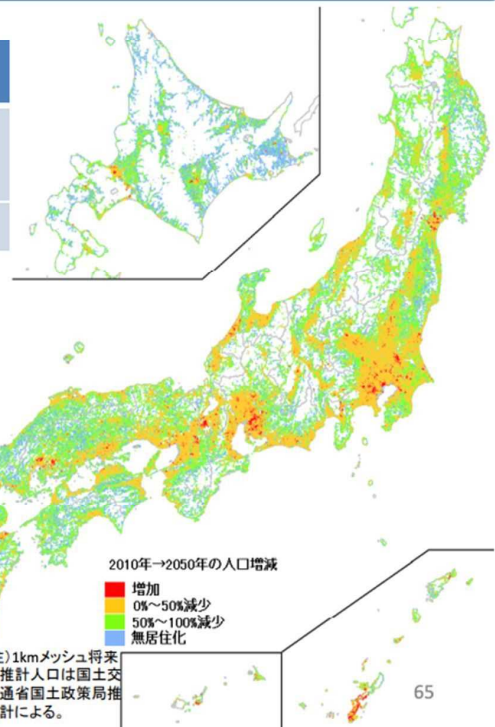 2010年→2050年の人口増減
増加
0%～50%減少
50%～100%減少
無居住化
)1kmメッシュ将来
推計人口は国土交
通省国土政策局推
計による。
65